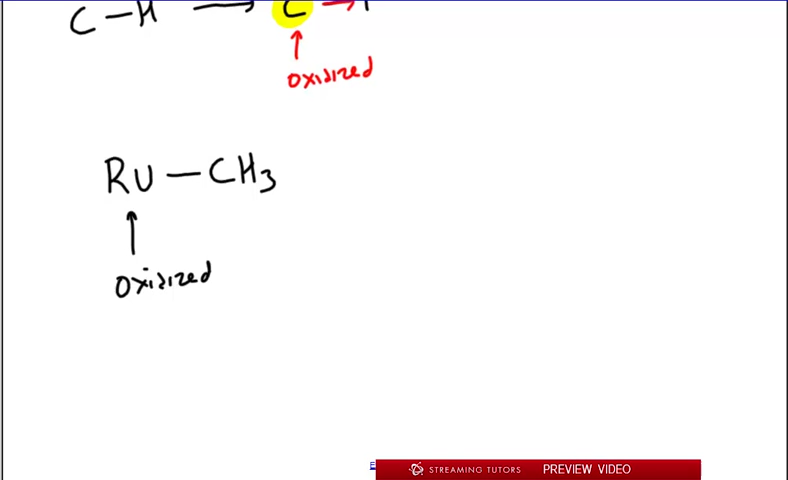 C — H ⟶ C →
oxidized
Ru — CH3
↑
oxidized
STREAMING TUTORS PREVIEW VIDEO